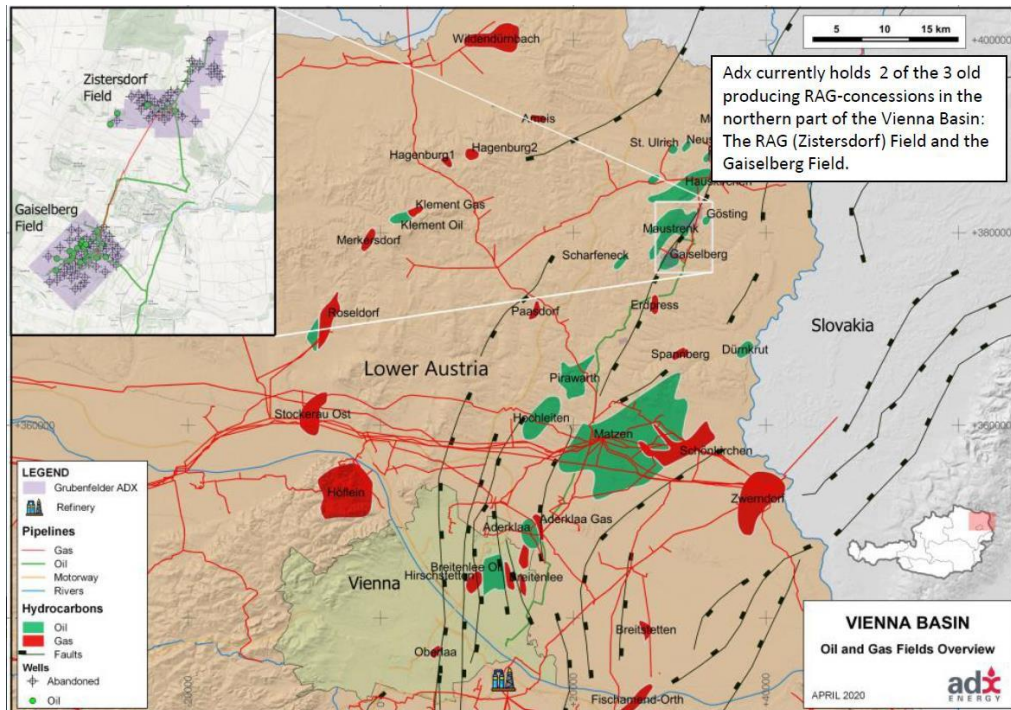 Zistersdorf
Field
Gaiselberg
Field
5 10 15 km
+400000
Adx currently holds 2 of the 3 old
producing RAG-concessions in the
northern part of the Vienna Basin:
The RAG (Zistersdorf) Field and the
Gaiselberg Field.
Wildendürnbach
Ameis
Hagenburg1
Hagenburg2
St. Ulrich
Hauskirchen
Klement Gas
Klement Oil
Merkersdorf
Gösting
Maustrenk
+380000
Scharfeneck
Gaiselberg
Roseldorf
Paasdorf
Erdpress
Slovakia
Lower Austria
Spannberg
Dürnkrut
Pirawarth
Stockerau Ost
Hochleiten
+360000
+360000
Matzen
Schönkirchen
Höflein
Zwerndorf
Aderklaa
Aderklaa Gas
Vienna
Breitenlee Oil
Hirschstetten
Breitenlee
Breitstetten
Oberlaa
Fischamend-Orth
LEGEND
Grubenfelder ADX
Refinery
Pipelines
Gas
Oil
Motorway
Rivers
Hydrocarbons
Oil
Gas
Faults
Wells
Abandoned
Oil
VIENNA BASIN
Oil and Gas Fields Overview
APRIL 2020
adx
ENERGY